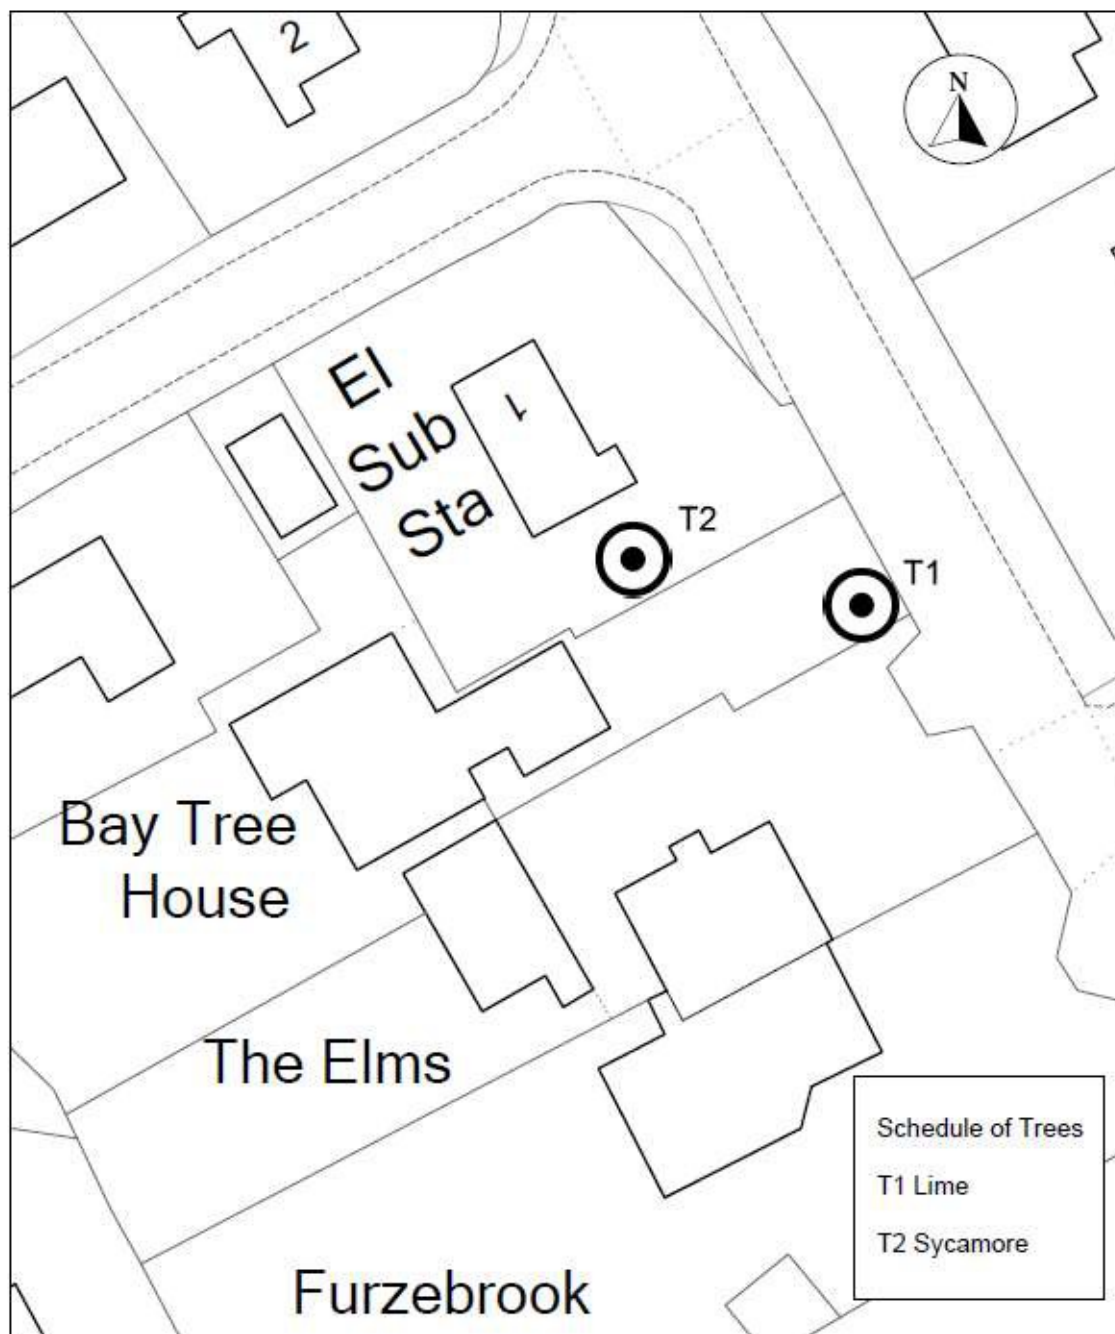 2
N
El
Sub
Sta
1
T2
T1
Bay Tree
House
The Elms
Schedule of Trees
T1 Lime
T2 Sycamore
Furzebrook